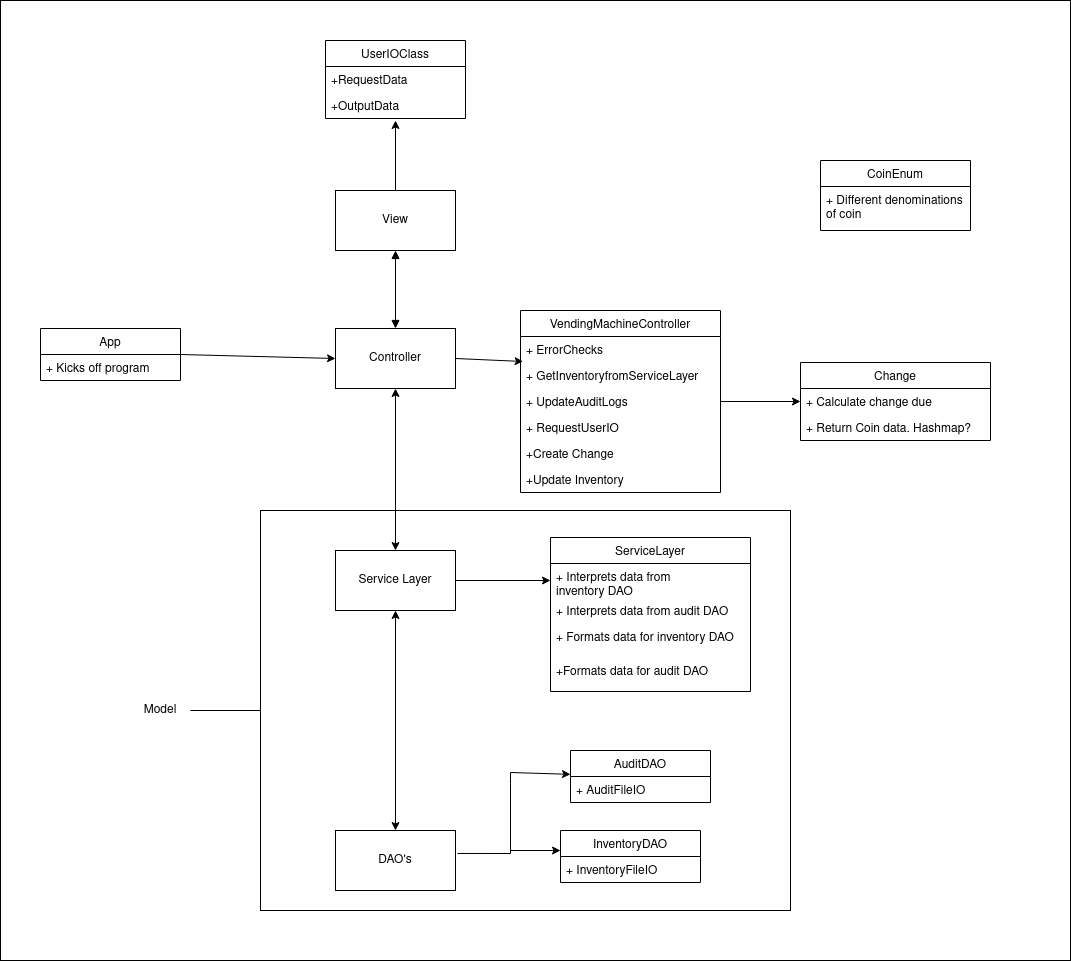 UserIOClass
+RequestData
+OutputData
View
CoinEnum
+ Different denominations
of coin
App
+ Kicks off program
Controller
VendingMachineController
+ ErrorChecks
+ GetInventoryfromServiceLayer
+ UpdateAuditLogs
+ RequestUserIO
+Create Change
+Update Inventory
Change
+ Calculate change due
+ Return Coin data. Hashmap?
Service Layer
ServiceLayer
+ Interprets data from
inventory DAO
+ Interprets data from audit DAO
+ Formats data for inventory DAO
+Formats data for audit DAO
Model
AuditDAO
+ AuditFileIO
DAO's
InventoryDAO
+ InventoryFileIO